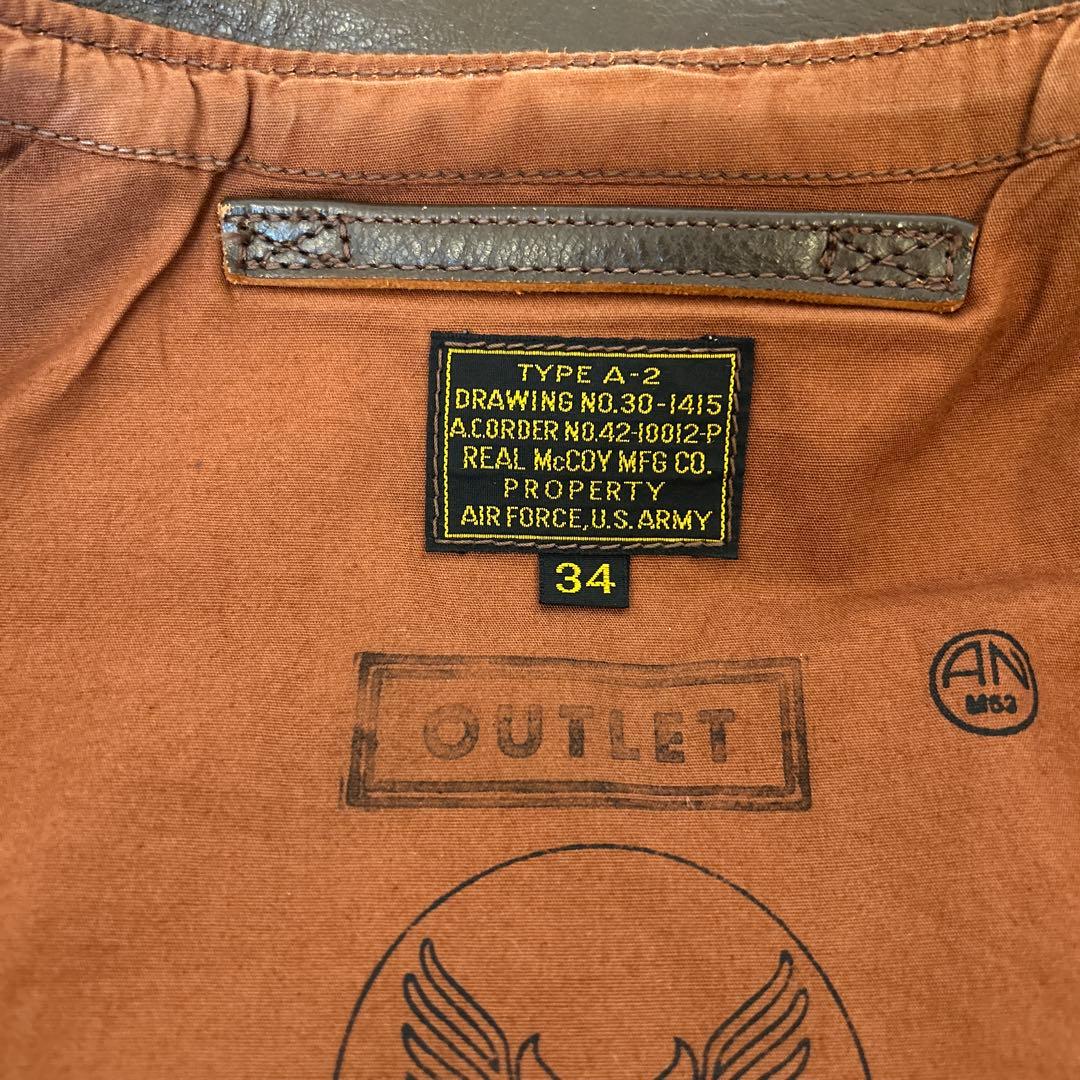 TYPE A-2
DRAWING NO.30-1415
A.C.ORDER NO.42-10012-P
REAL McCOY MFG CO.
PROPERTY
AIR FORCE,U.S.ARMY
34
AN
M53
OUTLET